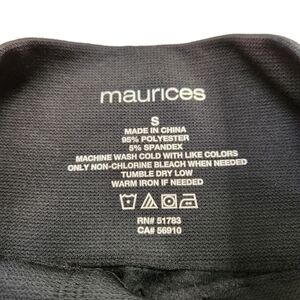 maurices
S
MADE IN CHINA
95% POLYESTER
5% SPANDEX
MACHINE WASH COLD WITH LIKE COLORS
ONLY NON-CHLORINE BLEACH WHEN NEEDED
TUMBLE DRY LOW
WARM IRON IF NEEDED
RN# 51783
CA# 56910